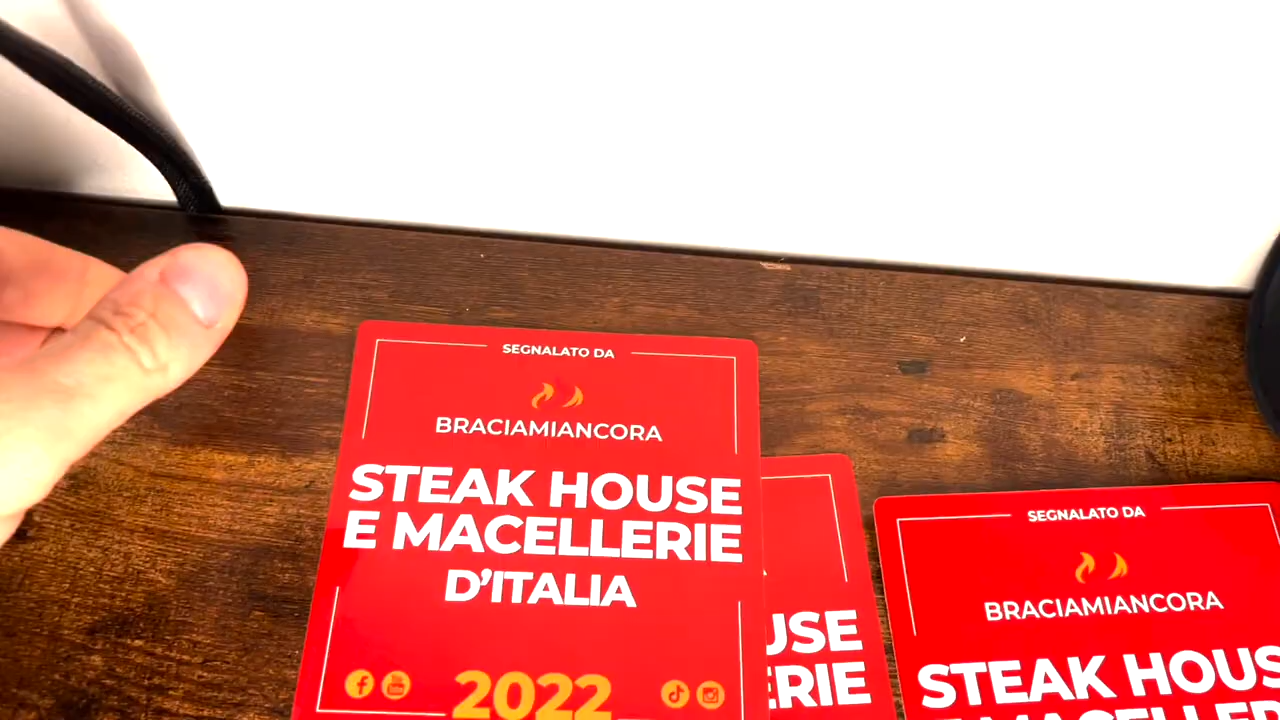 SEGNALATO DA
BRACIAMIANCORA
STEAK HOUSE
E MACELLERIE
D'ITALIA
2022
USE
ERIE
SEGNALATO DA
BRACIAMIANCORA
STEAK HOUS